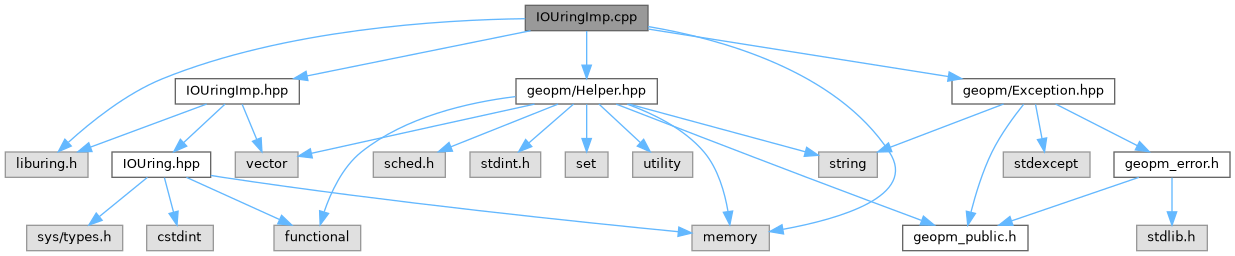 IOUringImp.cpp
IOUringImp.hpp
geopm/Helper.hpp
geopm/Exception.hpp
liburing.h
IOUring.hpp
vector
sched.h
stdint.h
set
utility
string
stdexcept
geopm_error.h
sys/types.h
cstdint
functional
memory
geopm_public.h
stdlib.h